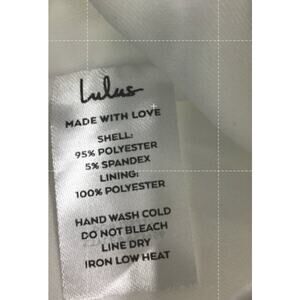 Lulus
MADE WITH LOVE
SHELL:
95% POLYESTER
5% SPANDEX
LINING:
100% POLYESTER
HAND WASH COLD
DO NOT BLEACH
LINE DRY
IRON LOW HEAT